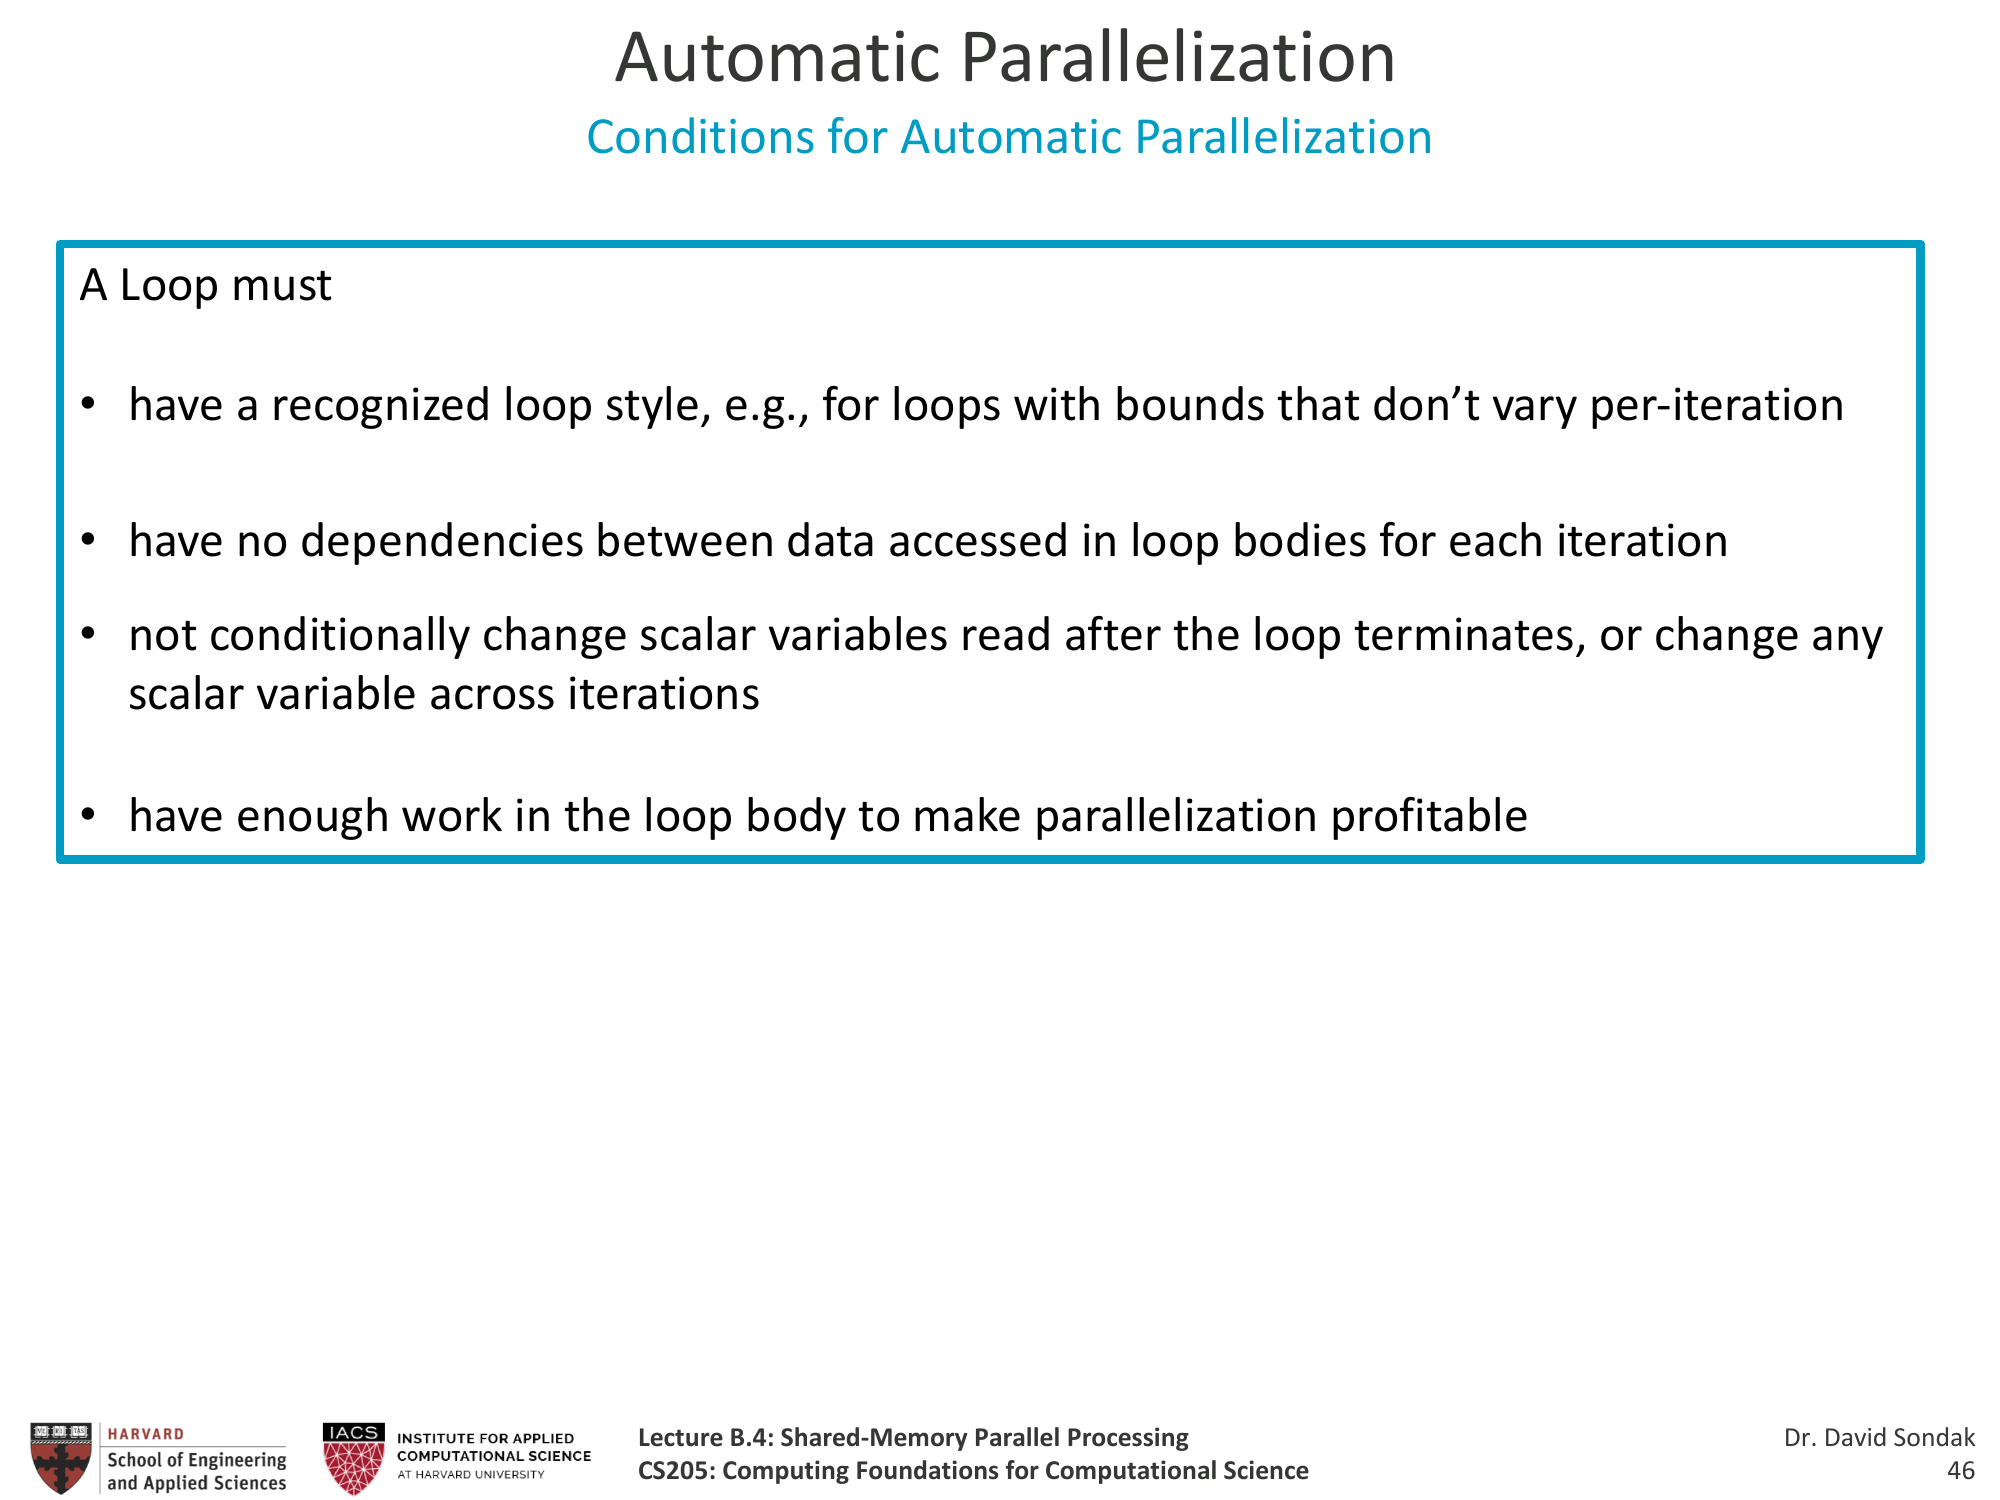 Automatic Parallelization
Conditions for Automatic Parallelization
A Loop must
• have a recognized loop style, e.g., for loops with bounds that don’t vary per-iteration
• have no dependencies between data accessed in loop bodies for each iteration
• not conditionally change scalar variables read after the loop terminates, or change any
scalar variable across iterations
• have enough work in the loop body to make parallelization profitable
HARVARD
School of Engineering
and Applied Sciences
IACS
INSTITUTE FOR APPLIED
COMPUTATIONAL SCIENCE
AT HARVARD UNIVERSITY
Lecture B.4: Shared-Memory Parallel Processing
CS205: Computing Foundations for Computational Science
Dr. David Sondak
46